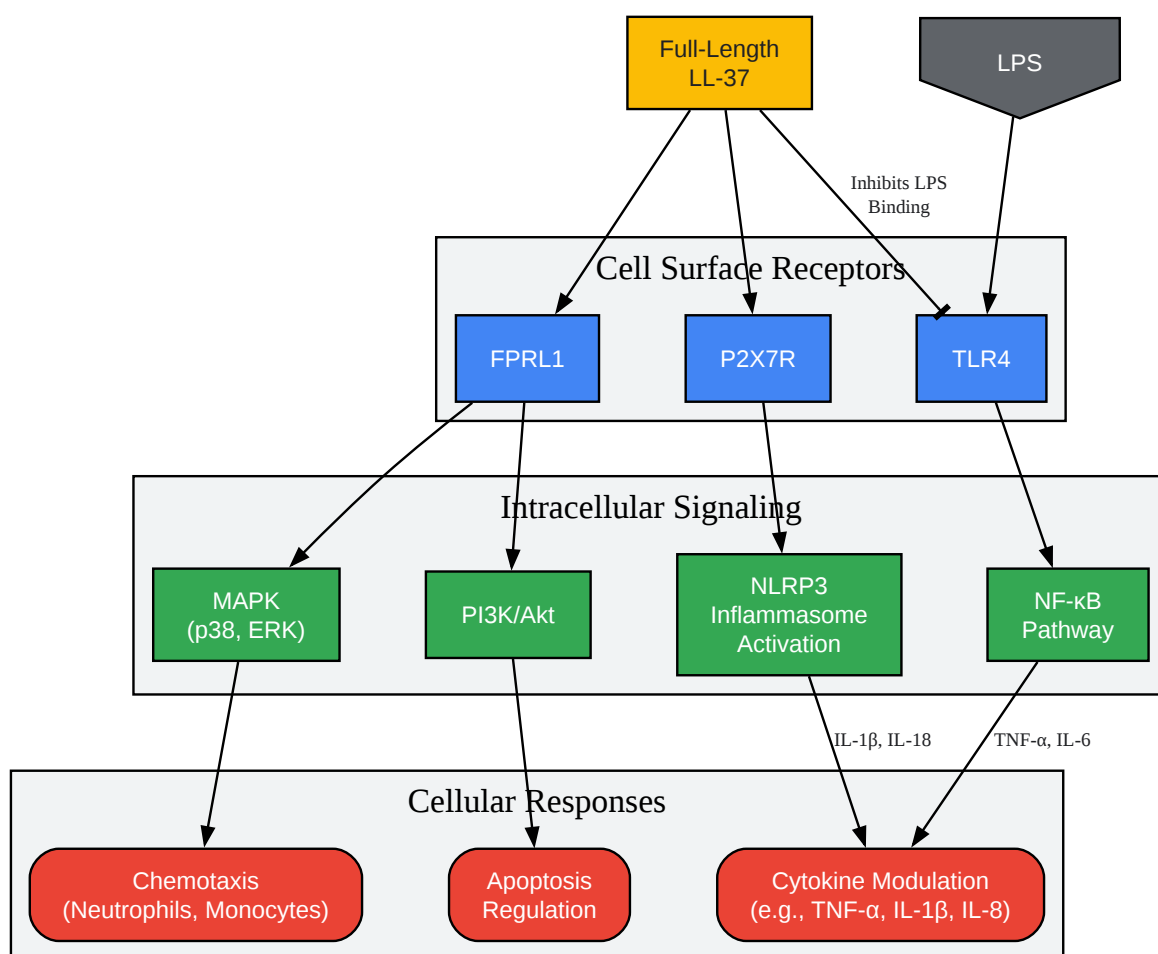 Full-Length
LL-37
LPS
Inhibits LPS
Binding
Cell Surface Receptors
FPRL1
P2X7R
TLR4
Intracellular Signaling
MAPK
(p38, ERK)
PI3K/Akt
NLRP3
Inflammasome
Activation
NF-κB
Pathway
IL-1β, IL-18
TNF-α, IL-6
Cellular Responses
Chemotaxis
(Neutrophils, Monocytes)
Apoptosis
Regulation
Cytokine Modulation
(e.g., TNF-α, IL-1β, IL-8)